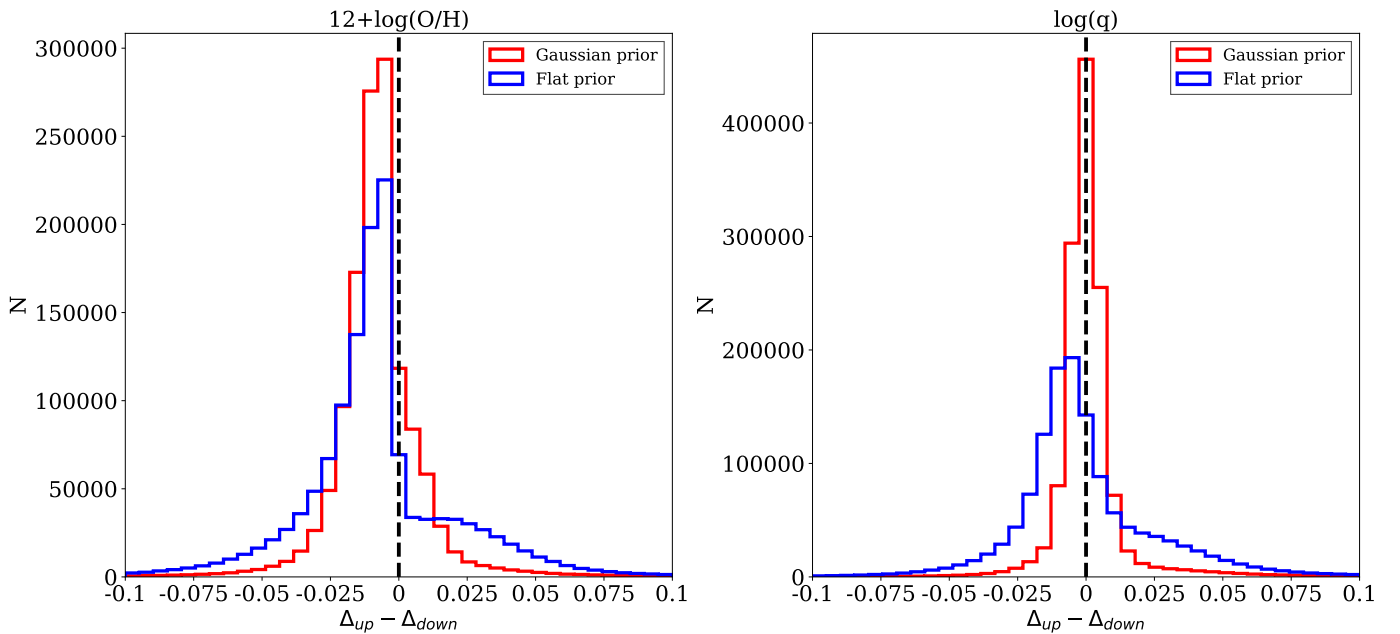 12+log(O/H)
Gaussian prior
Flat prior
300000
250000
200000
150000
100000
50000
0
N
-0.1 -0.075 -0.05 -0.025 0 0.025 0.05 0.075 0.1
Δup − Δdown
log(q)
Gaussian prior
Flat prior
400000
300000
200000
100000
0
N
-0.1 -0.075 -0.05 -0.025 0 0.025 0.05 0.075 0.1
Δup − Δdown